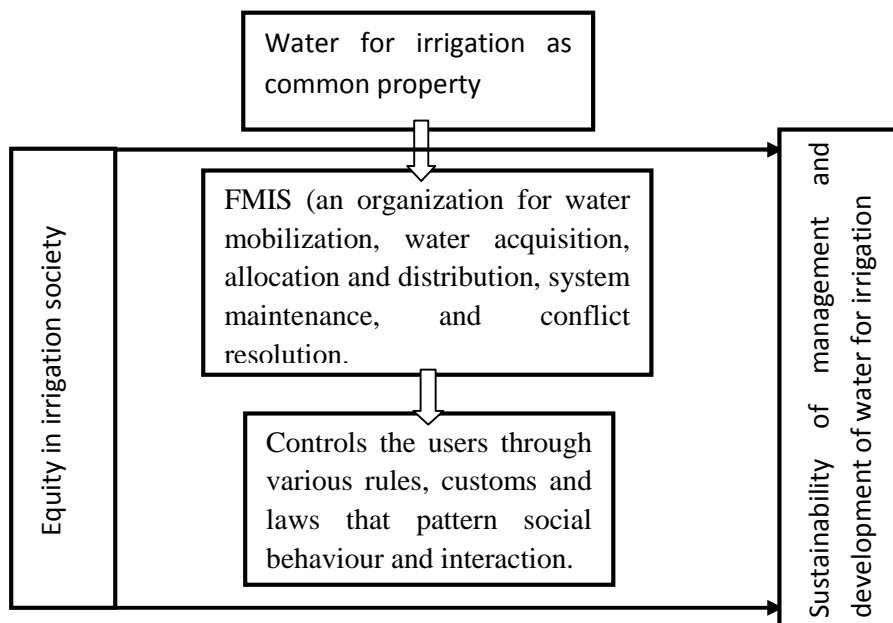 Water for irrigation as
common property
Equity in irrigation society
FMIS (an organization for water
mobilization, water acquisition,
allocation and distribution, system
maintenance, and conflict
resolution.
Controls the users through
various rules, customs and
laws that pattern social
behaviour and interaction.
Sustainability of management and
development of water for irrigation